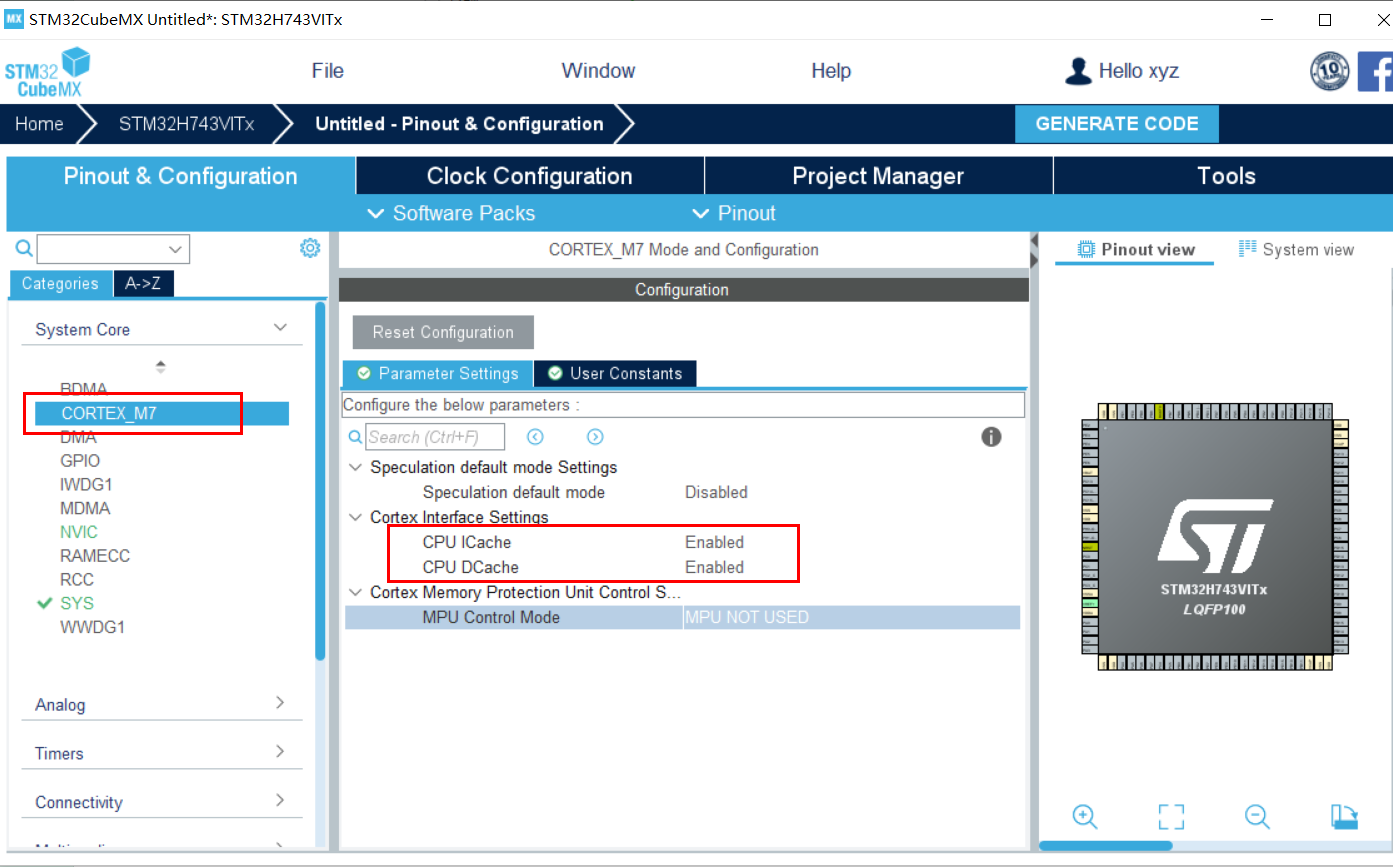 MX STM32CubeMX Untitled*: STM32H743VITx
STM32
CubeMX
File
Window
Help
Hello xyz
10
Home
STM32H743VITx
Untitled - Pinout & Configuration
GENERATE CODE
Pinout & Configuration
Clock Configuration
Project Manager
Tools
Software Packs
Pinout
Categories
A->Z
System Core
BDMA
CORTEX_M7
DMA
GPIO
IWDG1
MDMA
NVIC
RAMECC
RCC
SYS
WWDG1
Analog
Timers
Connectivity
CORTEX_M7 Mode and Configuration
Configuration
Reset Configuration
Parameter Settings
User Constants
Configure the below parameters :
Search (Ctrl+F)
Speculation default mode Settings
Speculation default mode Disabled
Cortex Interface Settings
CPU ICache Enabled
CPU DCache Enabled
Cortex Memory Protection Unit Control S...
MPU Control Mode MPU NOT USED
Pinout view
System view
STM32H743VITx
LQFP100